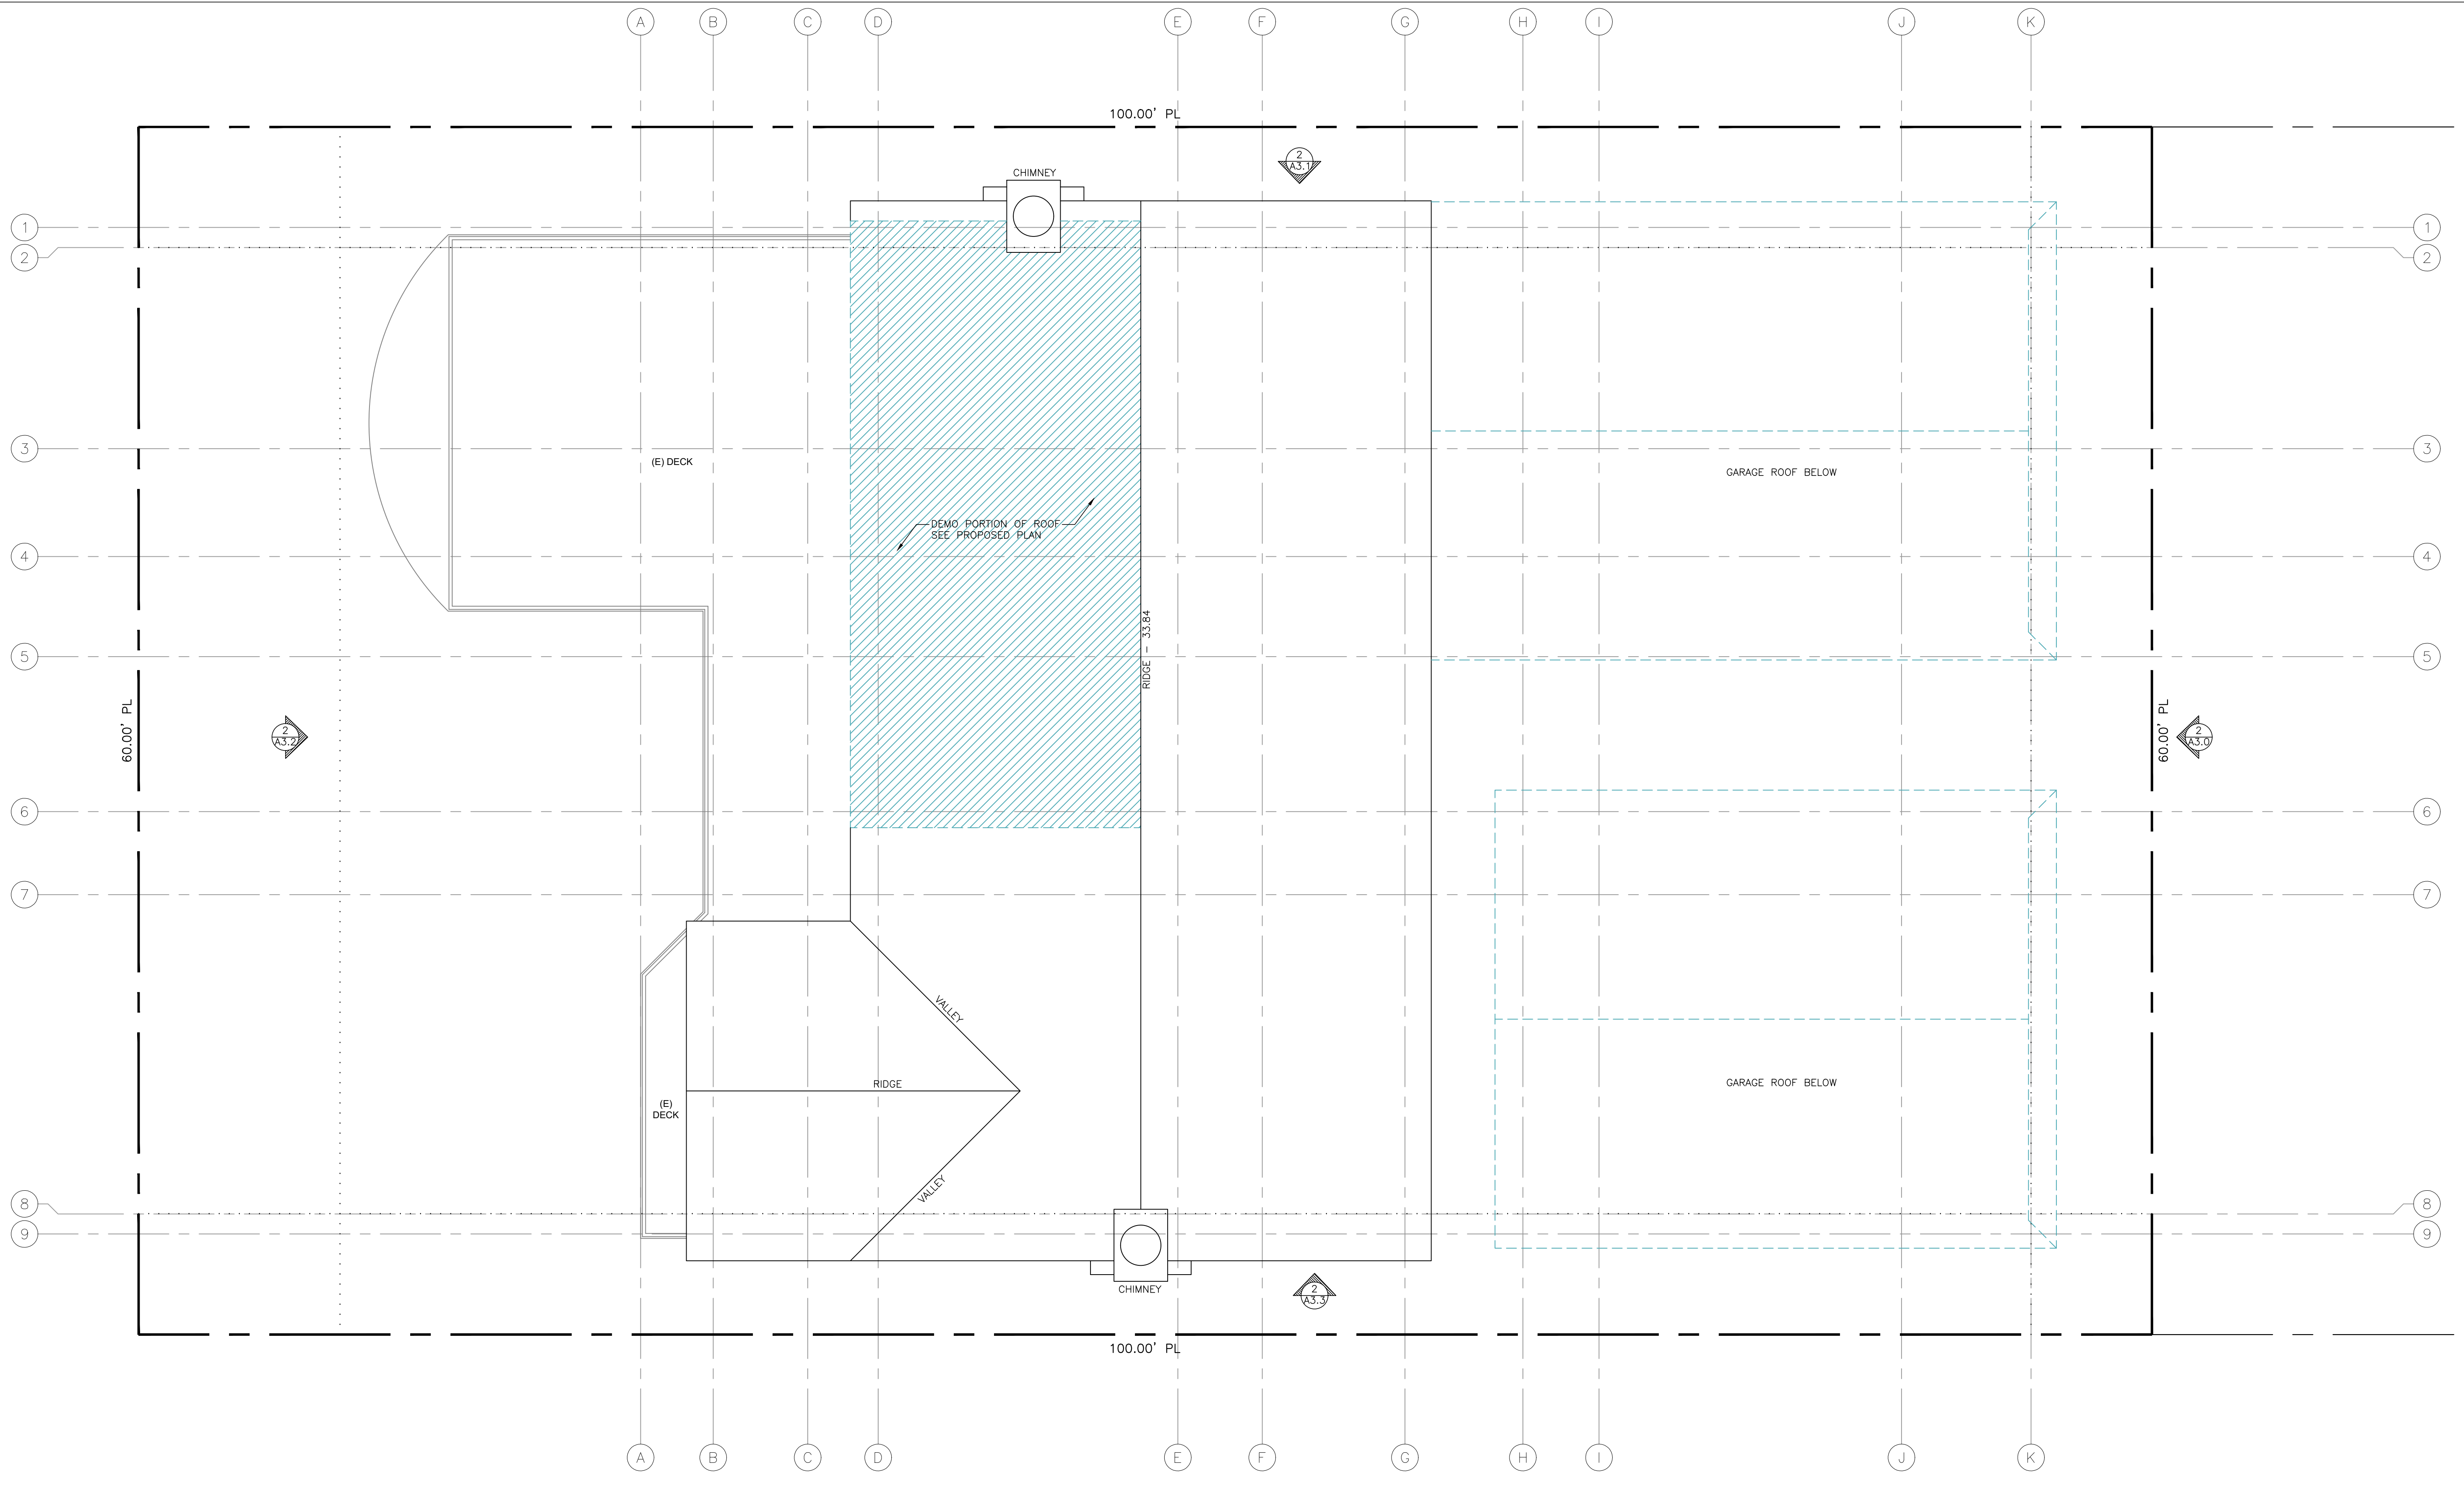 A B C D E F G H I J K
100.00' PL
2
A3.1
CHIMNEY
1 1
2 2
3 3
(E) DECK
GARAGE ROOF BELOW
DEMO PORTION OF ROOF
SEE PROPOSED PLAN
4 4
RIDGE - 33.84
5 5
60.00' PL
2
A3.2
60.00' PL
2
A3.0
6 6
7 7
VALLEY
RIDGE
GARAGE ROOF BELOW
(E)
DECK
VALLEY
8 8
9 9
CHIMNEY
2
A3.3
100.00' PL
A B C D E F G H I J K